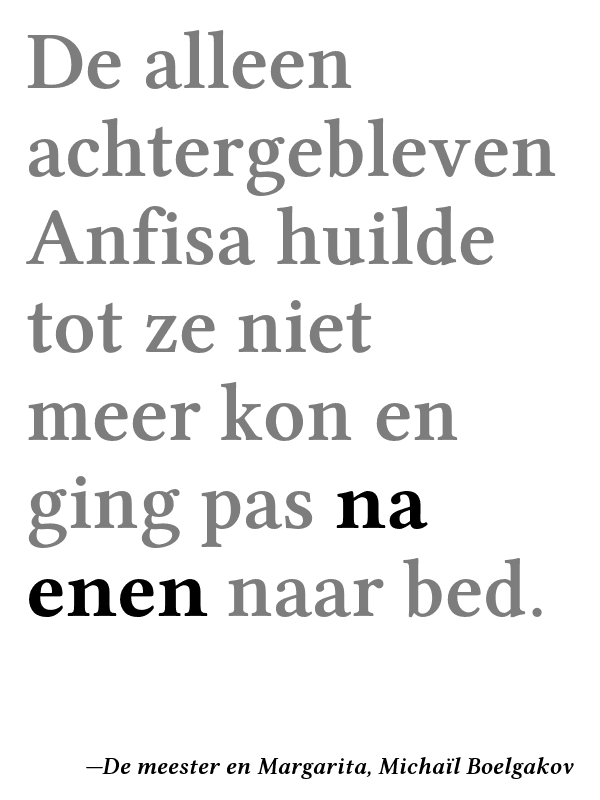 De alleen
achtergebleven
Anfisa huilde
tot ze niet
meer kon en
ging pas na
enen naar bed.
—De meester en Margarita, Michaïl Boelgakov